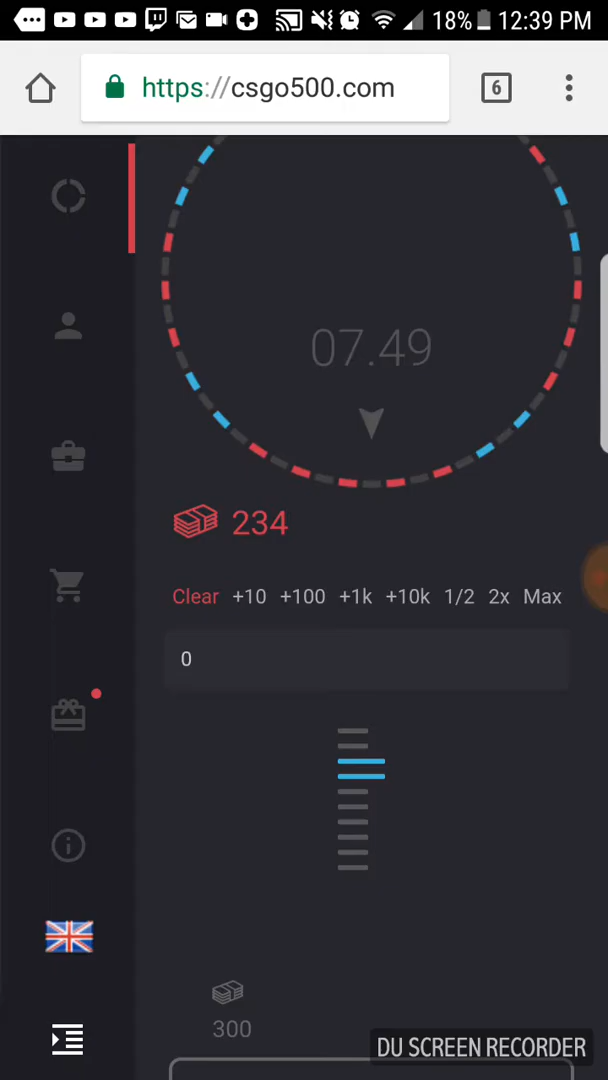 18% 12:39 PM
https://csgo500.com 6
07.49
234
Clear +10 +100 +1k +10k 1/2 2x Max
0
300
DU SCREEN RECORDER